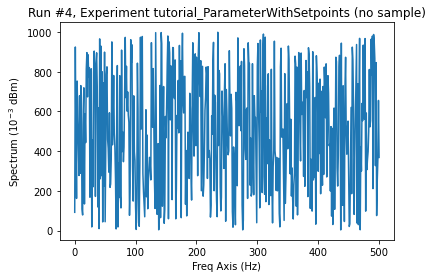 Run #4, Experiment tutorial_ParameterWithSetpoints (no sample)
1000
800
600
400
200
0
Spectrum (10⁻³ dBm)
0 100 200 300 400 500
Freq Axis (Hz)